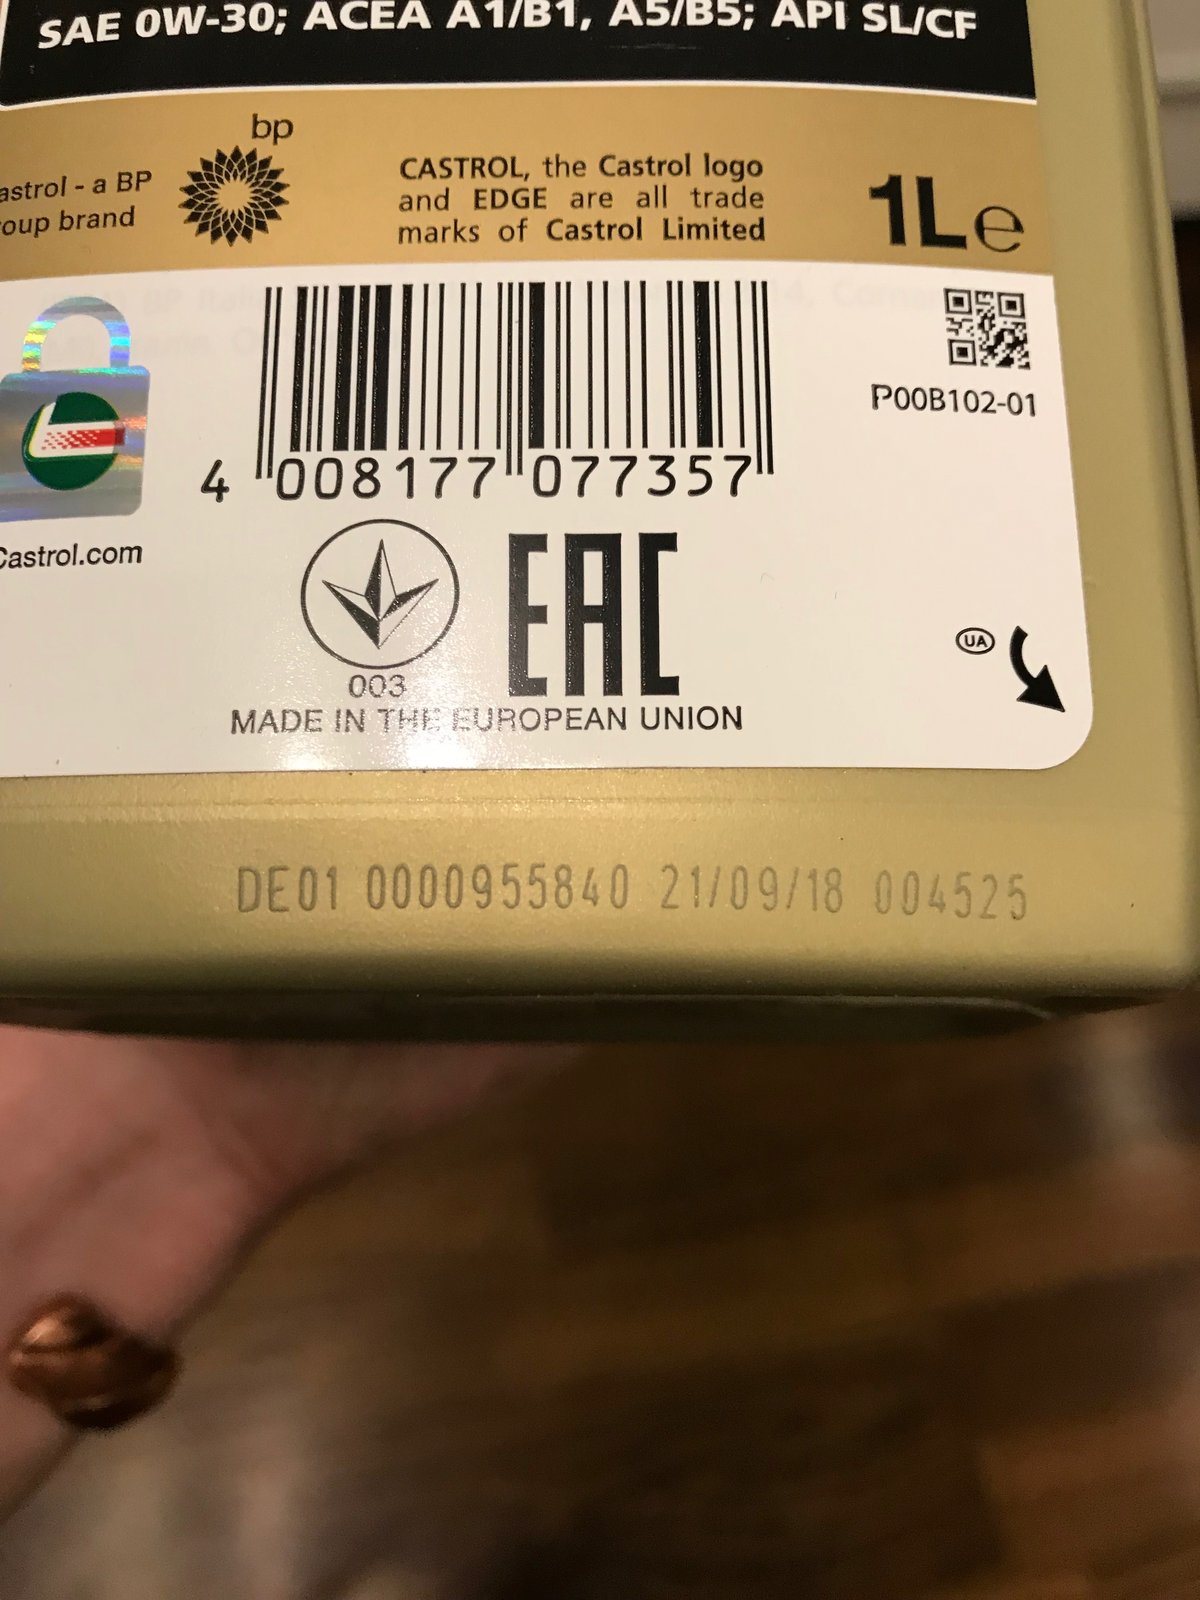 SAE 0W-30; ACEA A1/B1, A5/B5; API SL/CF
bp
astrol - a BP
oup brand
CASTROL, the Castrol logo
and EDGE are all trade
marks of Castrol Limited
1L e
P00B102-01
4 008177 077357
Castrol.com
EAC
UA
003
MADE IN THE EUROPEAN UNION
DE01 0000955840 21/09/18 004525